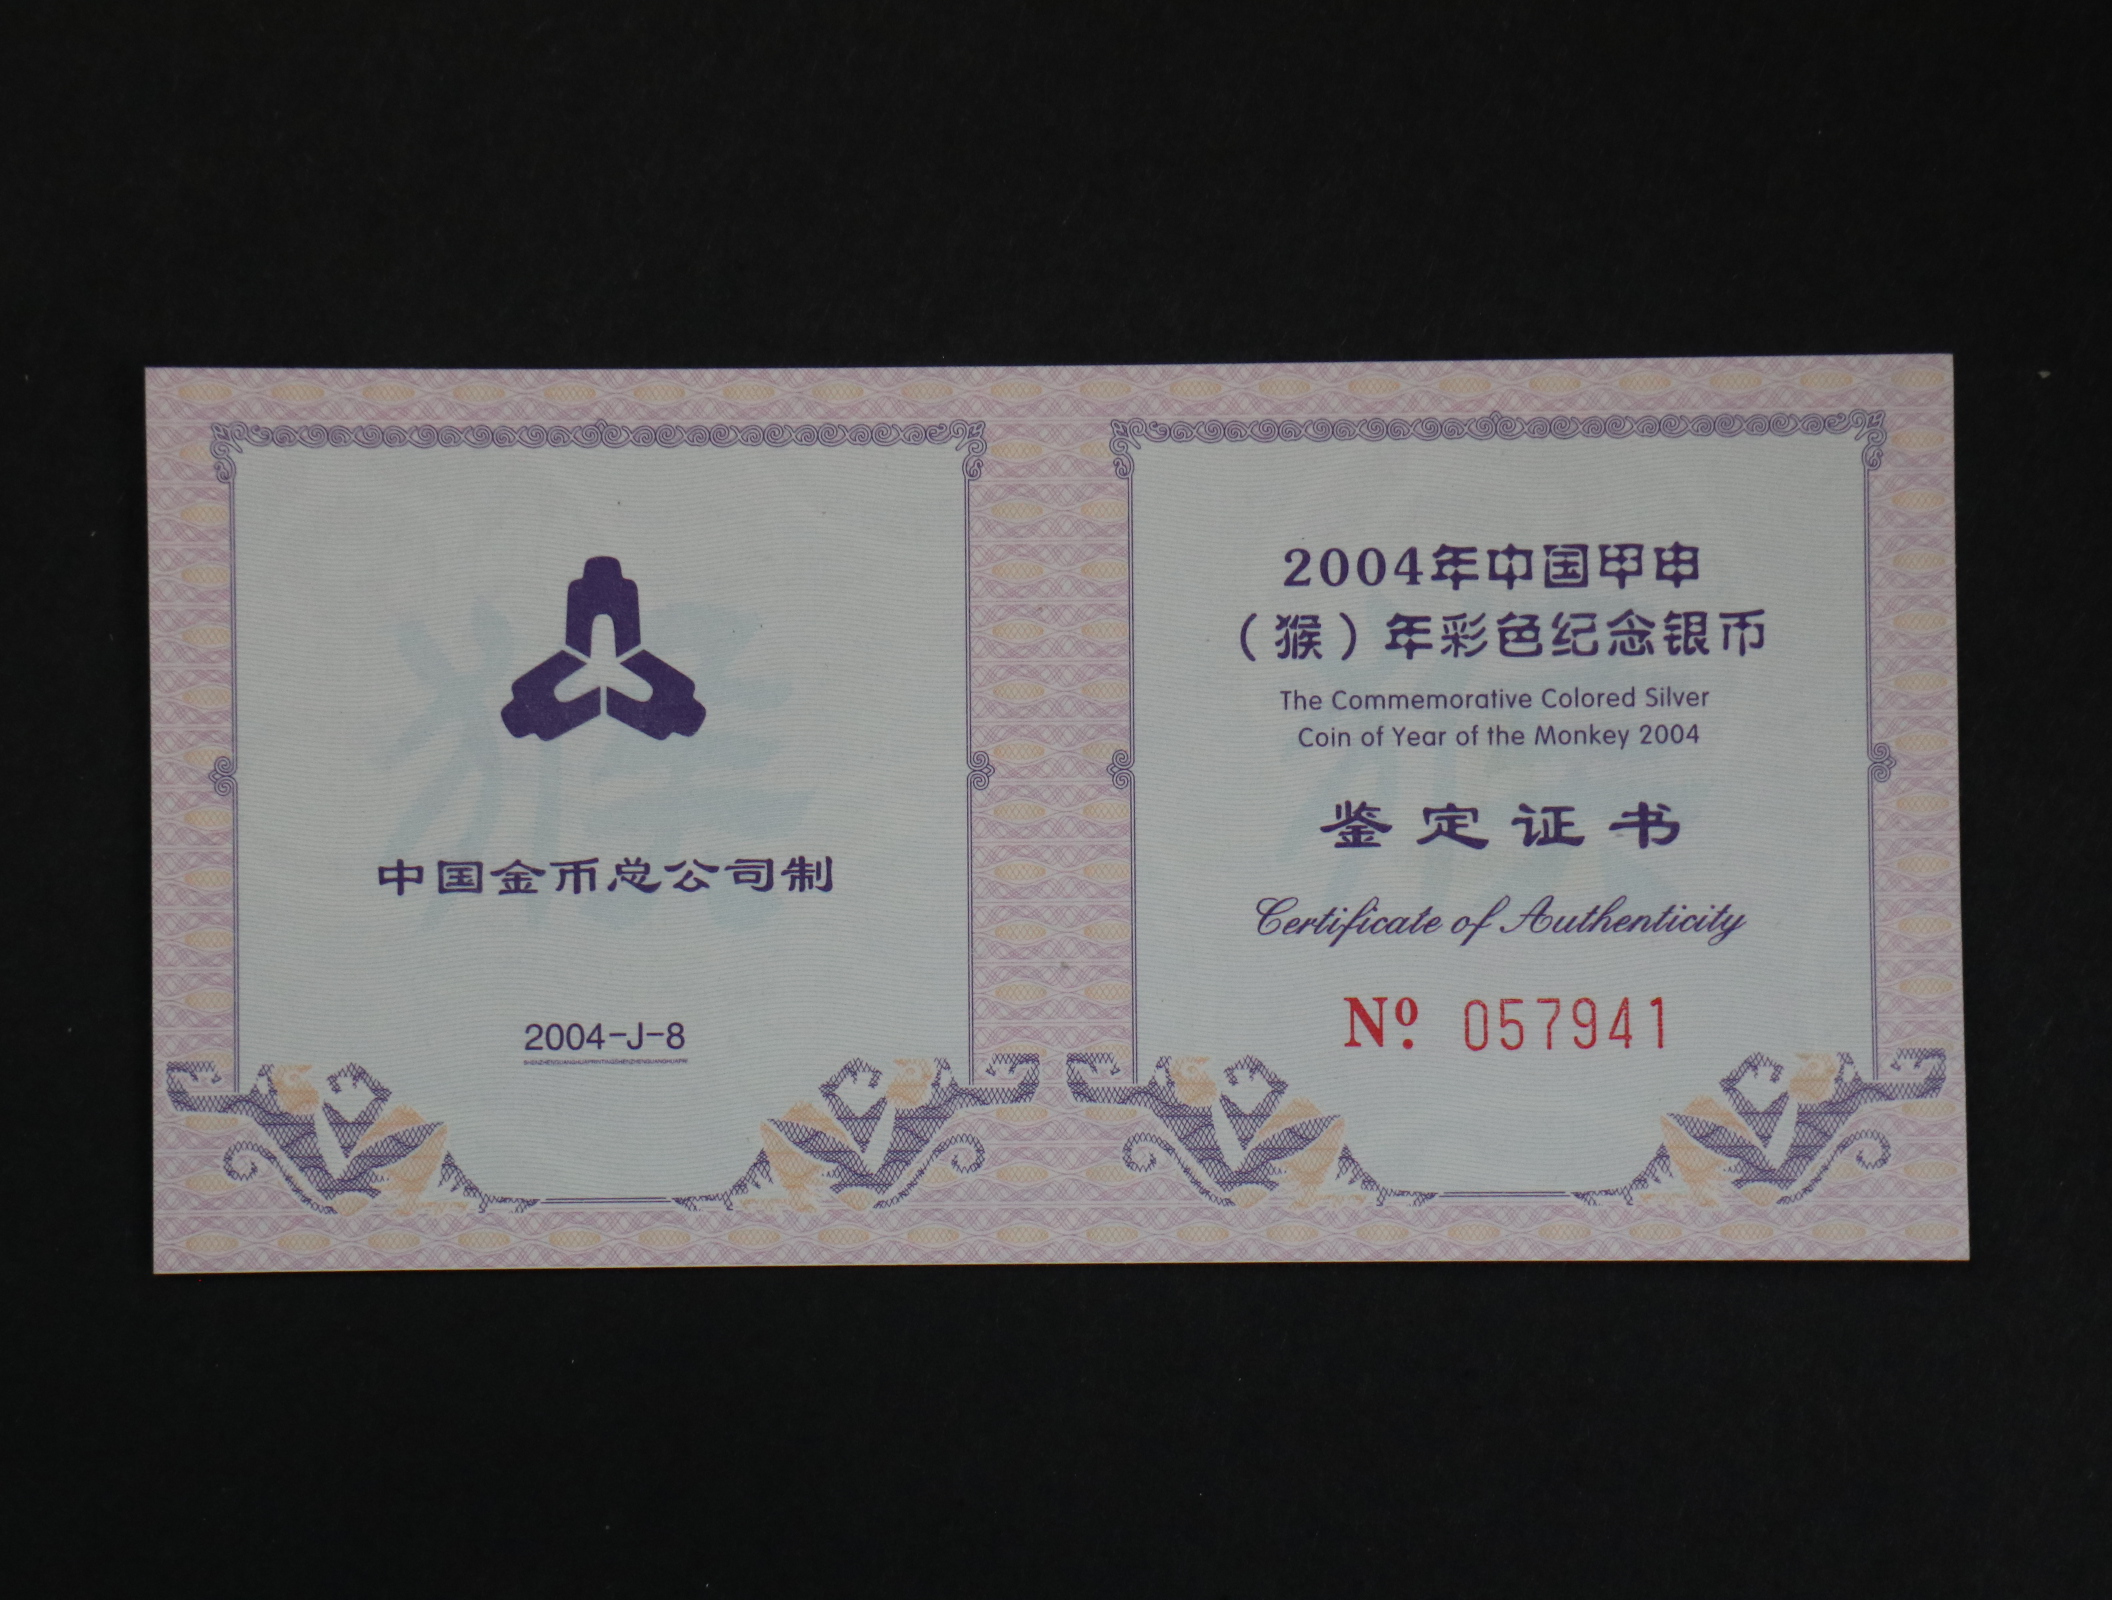 中国金币总公司制
2004-J-8
2004年中国甲申
（猴）年彩色纪念银币
The Commemorative Colored Silver
Coin of Year of the Monkey 2004
鉴定证书
Certificate of Authenticity
Nº. 057941